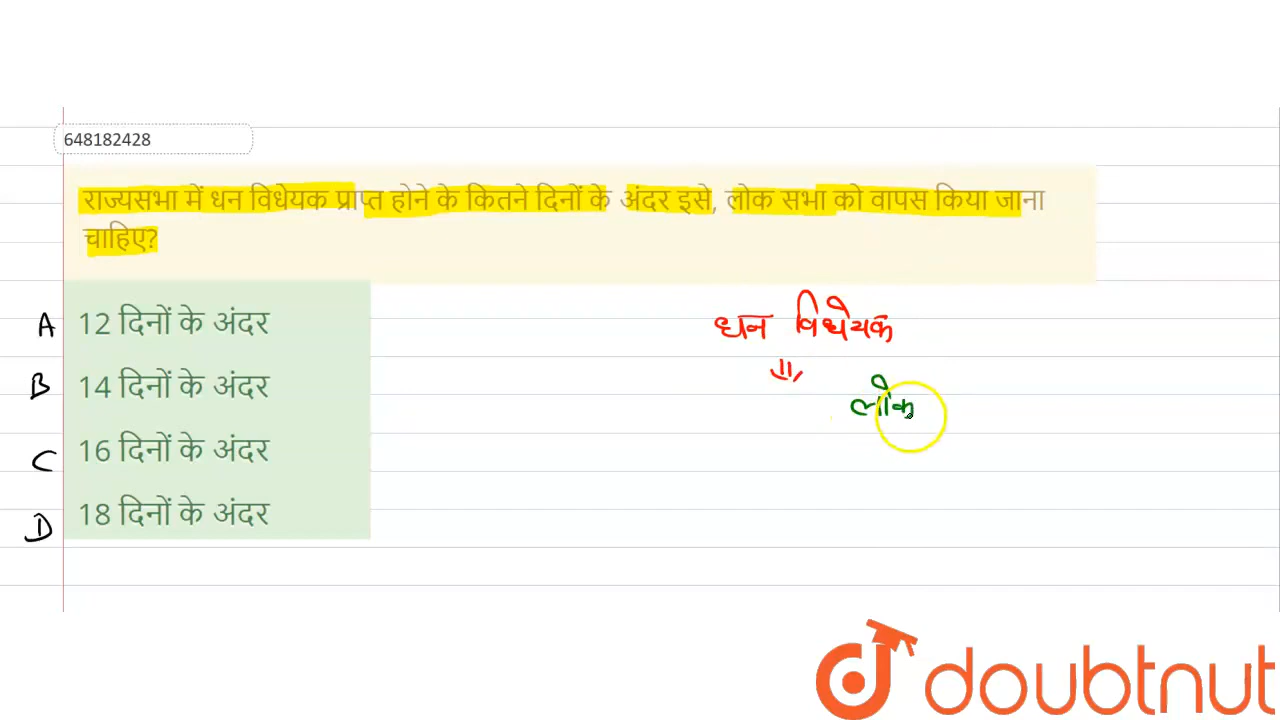 648182428
राज्यसभा में धन विधेयक प्राप्त होने के कितने दिनों के अंदर इसे, लोक सभा को वापस किया जाना
चाहिए?
A 12 दिनों के अंदर
धन विधेयक
B 14 दिनों के अंदर
लोक
C 16 दिनों के अंदर
D 18 दिनों के अंदर
doubtnut